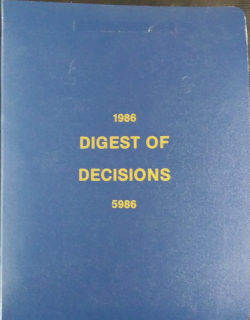 1986
DIGEST OF
DECISIONS
5986